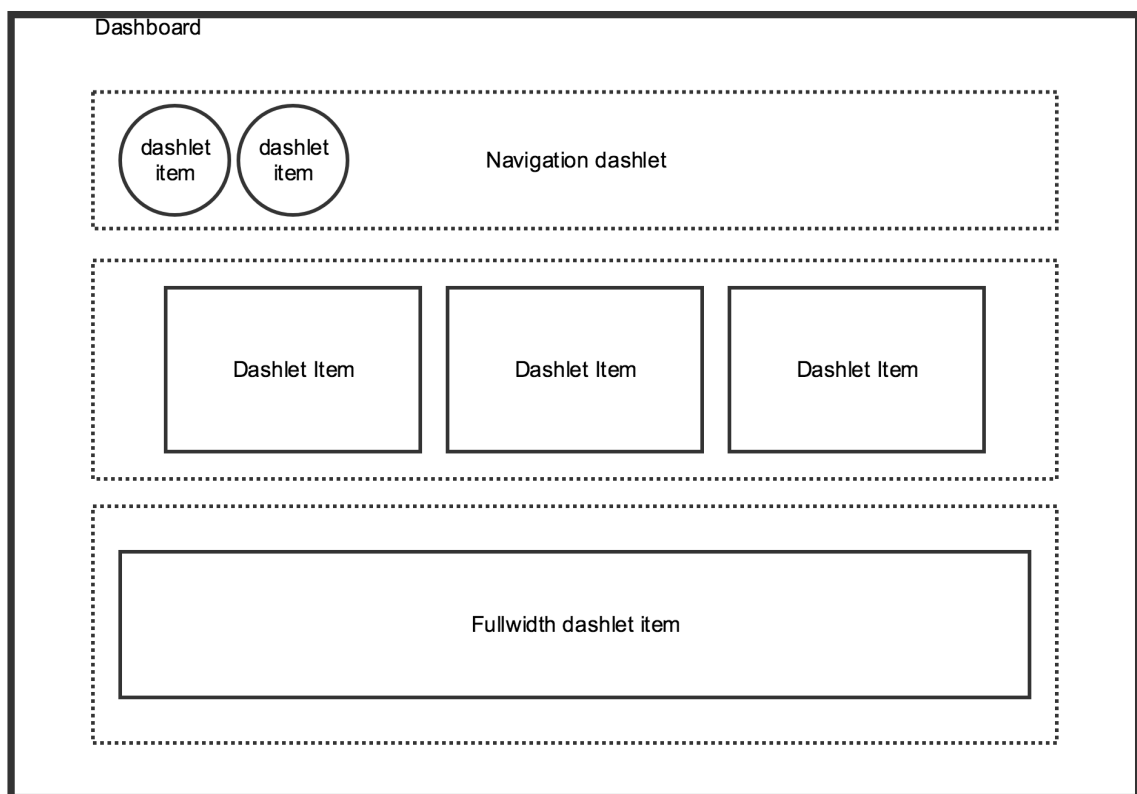 Dashboard
dashlet
item
dashlet
item
Navigation dashlet
Dashlet Item
Dashlet Item
Dashlet Item
Fullwidth dashlet item